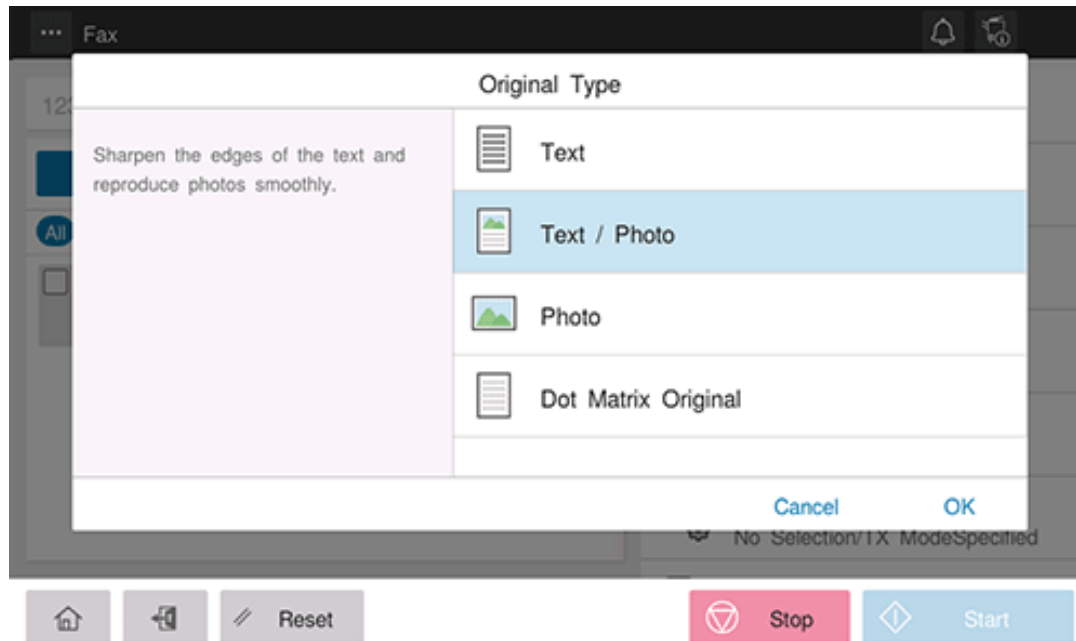 Fax
Original Type
123
Sharpen the edges of the text and
reproduce photos smoothly.
Text
All
Text / Photo
Photo
Dot Matrix Original
Cancel
OK
No Selection/TX ModeSpecified
Reset
Stop
Start